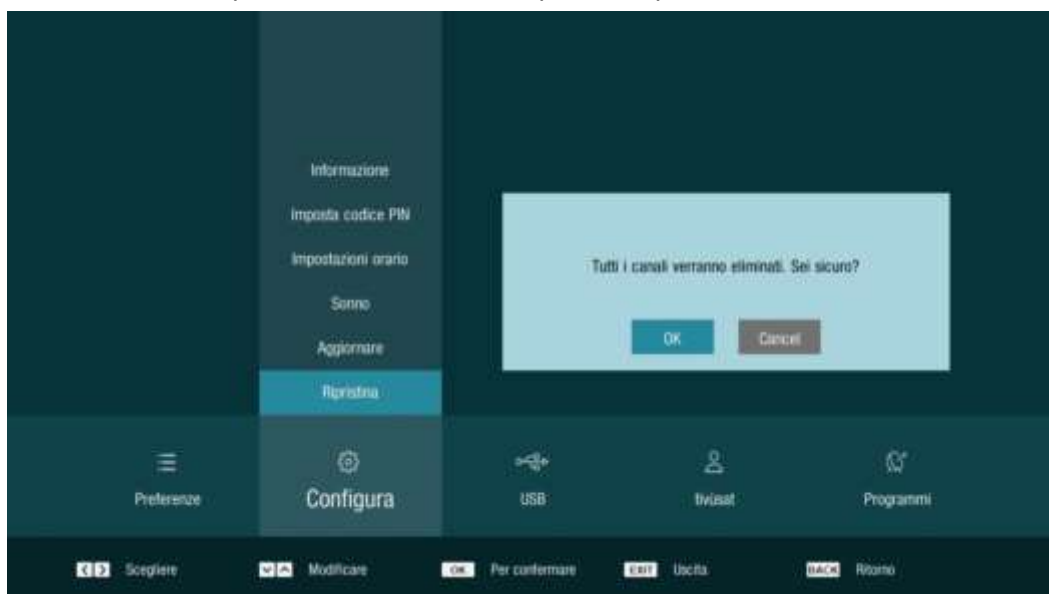 Informazione
Imposta codice PIN
Impostazioni orario
Sonno
Aggiornare
Ripristina
Tutti i canali verranno eliminati. Sei sicuro?
OK Cancel
Preferenze Configura USB tivùsat Programmi
Scegliere Modificare OK Per confermare EXIT Uscita BACK Ritorno